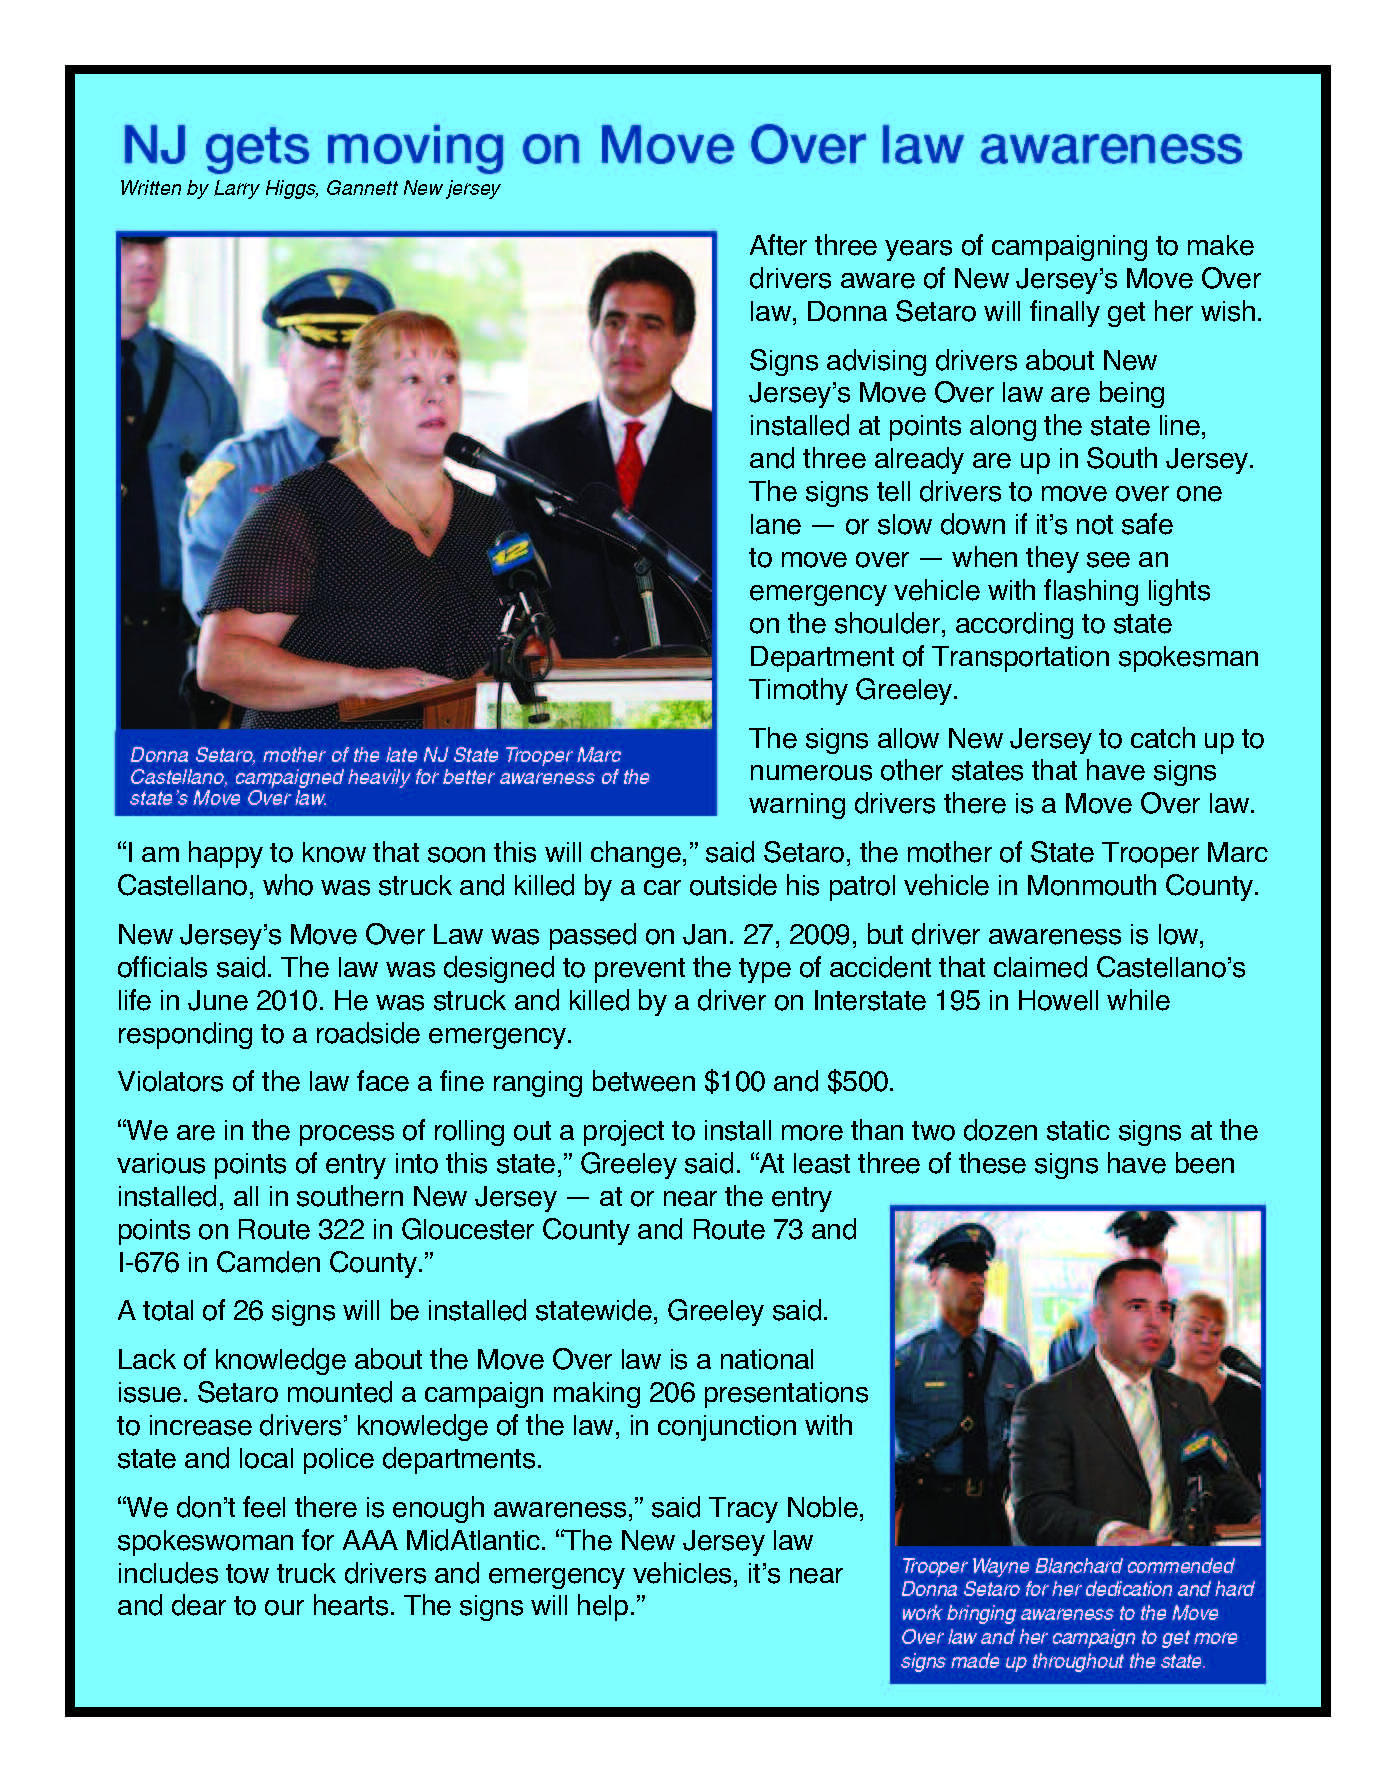 NJ gets moving on Move Over law awareness
Written by Larry Higgs, Gannett New jersey
After three years of campaigning to make
drivers aware of New Jersey’s Move Over
law, Donna Setaro will finally get her wish.
Signs advising drivers about New
Jersey’s Move Over law are being
installed at points along the state line,
and three already are up in South Jersey.
The signs tell drivers to move over one
lane — or slow down if it’s not safe
to move over — when they see an
emergency vehicle with flashing lights
on the shoulder, according to state
Department of Transportation spokesman
Timothy Greeley.
The signs allow New Jersey to catch up to
numerous other states that have signs
warning drivers there is a Move Over law.
12
Donna Setaro, mother of the late NJ State Trooper Marc
Castellano, campaigned heavily for better awareness of the
state’s Move Over law.
“I am happy to know that soon this will change,” said Setaro, the mother of State Trooper Marc
Castellano, who was struck and killed by a car outside his patrol vehicle in Monmouth County.
New Jersey’s Move Over Law was passed on Jan. 27, 2009, but driver awareness is low,
officials said. The law was designed to prevent the type of accident that claimed Castellano’s
life in June 2010. He was struck and killed by a driver on Interstate 195 in Howell while
responding to a roadside emergency.
Violators of the law face a fine ranging between $100 and $500.
“We are in the process of rolling out a project to install more than two dozen static signs at the
various points of entry into this state,” Greeley said. “At least three of these signs have been
installed, all in southern New Jersey — at or near the entry
points on Route 322 in Gloucester County and Route 73 and
I-676 in Camden County.”
A total of 26 signs will be installed statewide, Greeley said.
Lack of knowledge about the Move Over law is a national
issue. Setaro mounted a campaign making 206 presentations
to increase drivers’ knowledge of the law, in conjunction with
state and local police departments.
“We don’t feel there is enough awareness,” said Tracy Noble,
spokeswoman for AAA MidAtlantic. “The New Jersey law
includes tow truck drivers and emergency vehicles, it’s near
and dear to our hearts. The signs will help.”
Trooper Wayne Blanchard commended
Donna Setaro for her dedication and hard
work bringing awareness to the Move
Over law and her campaign to get more
signs made up throughout the state.